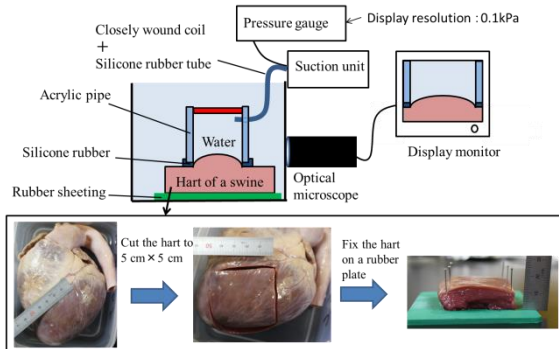 Closely wound coil
+
Silicone rubber tube
Pressure gauge
Display resolution : 0.1kPa
Suction unit
Acrylic pipe
Water
Silicone rubber
Hart of a swine
Rubber sheeting
Optical
microscope
Display monitor
Cut the hart to
5 cm × 5 cm
Fix the hart
on a rubber
plate